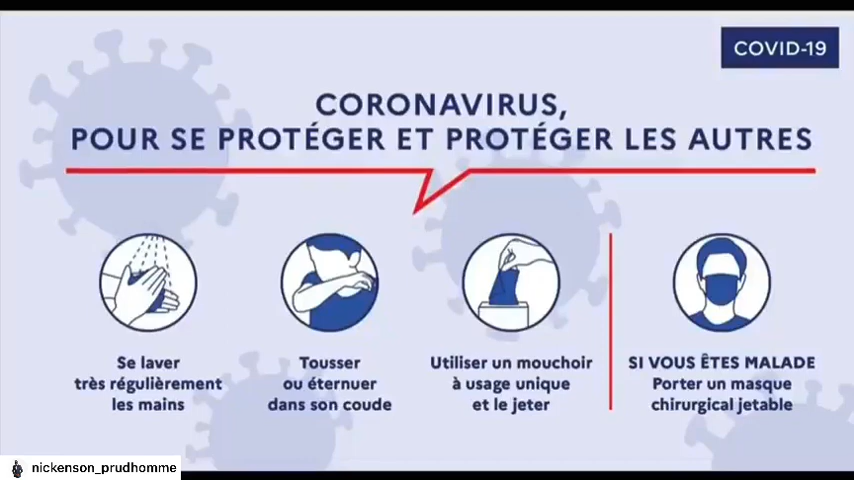 COVID-19
CORONAVIRUS,
POUR SE PROTÉGER ET PROTÉGER LES AUTRES
Se laver
très régulièrement
les mains
Tousser
ou éternuer
dans son coude
Utiliser un mouchoir
à usage unique
et le jeter
SI VOUS ÊTES MALADE
Porter un masque
chirurgical jetable
nickenson_prudhomme